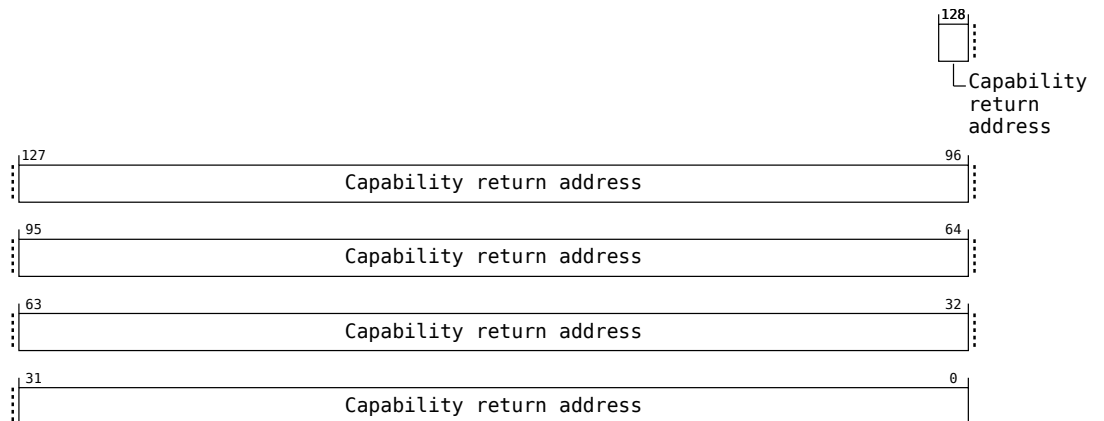 128
Capability
return
address
127 96
Capability return address
95 64
Capability return address
63 32
Capability return address
31 0
Capability return address